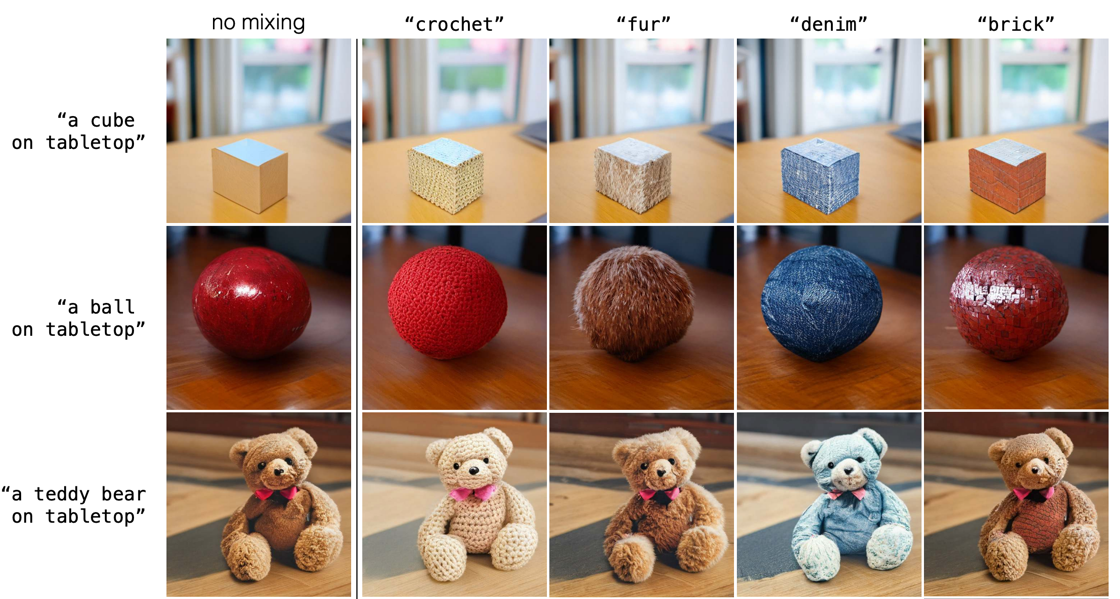 no mixing
“crochet”
“fur”
“denim”
“brick”
“a cube
on tabletop”
“a ball
on tabletop”
“a teddy bear
on tabletop”